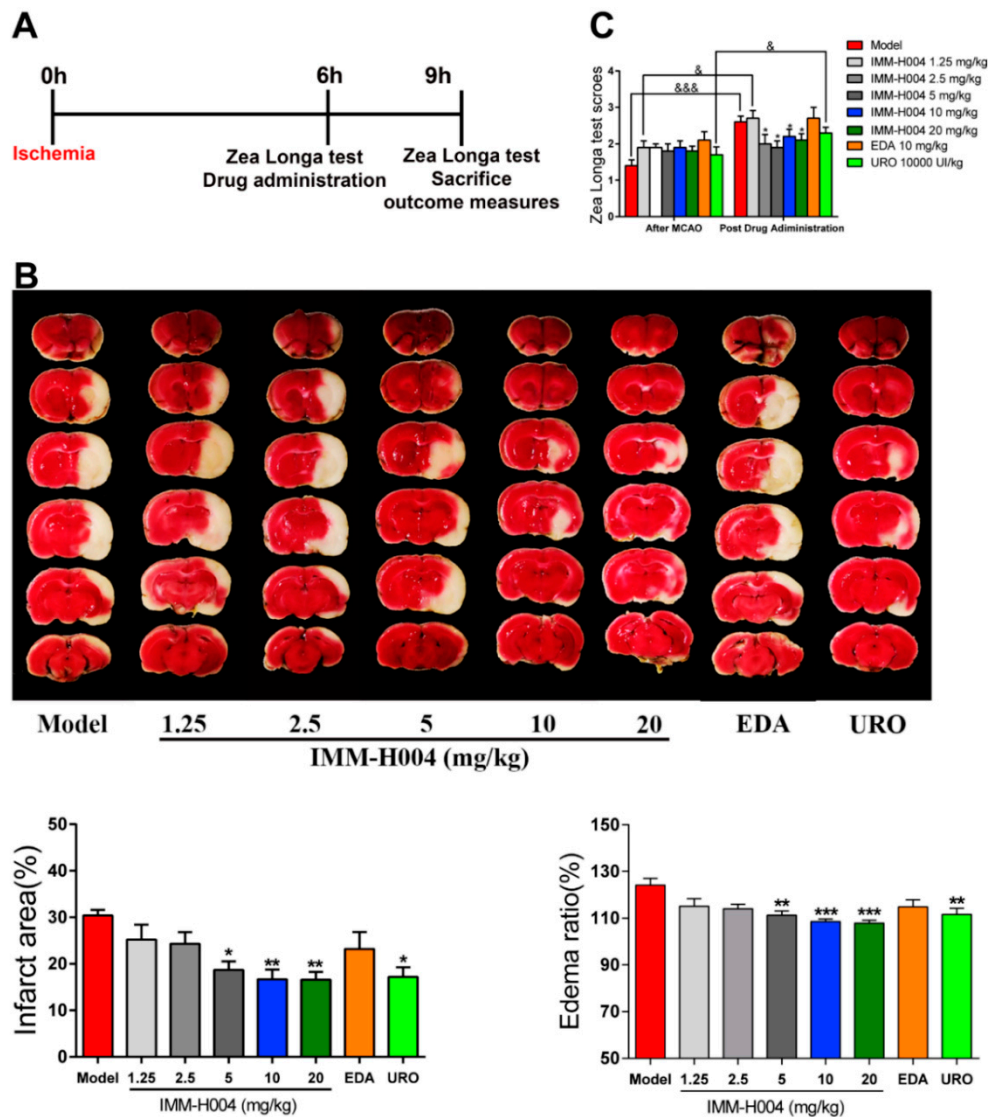 A
0h
6h
9h
Ischemia
Zea Longa test
Drug administration
Zea Longa test
Sacrifice
outcome measures
C
Zea Longa test scroes
4
3
2
1
0
&
&
&&&
* * * *
After MCAO
Post Drug Adiministration
Model
IMM-H004 1.25 mg/kg
IMM-H004 2.5 mg/kg
IMM-H004 5 mg/kg
IMM-H004 10 mg/kg
IMM-H004 20 mg/kg
EDA 10 mg/kg
URO 10000 UI/kg
B
Model 1.25 2.5 5 10 20 EDA URO
IMM-H004 (mg/kg)
Infarct area(%)
50
40
30
20
10
0
* ** ** *
Model 1.25 2.5 5 10 20 EDA URO
IMM-H004 (mg/kg)
Edema ratio(%)
150
130
110
90
70
50
** *** *** **
Model 1.25 2.5 5 10 20 EDA URO
IMM-H004 (mg/kg)